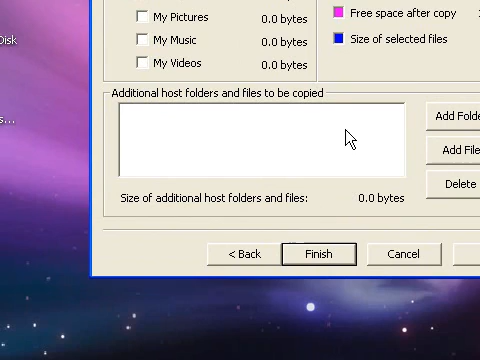 My Pictures 0.0 bytes
Free space after copy
Disk
My Music 0.0 bytes
Size of selected files
My Videos 0.0 bytes
Additional host folders and files to be copied
Add Folde
s...
Add File
Delete
Size of additional host folders and files: 0.0 bytes
< Back Finish Cancel